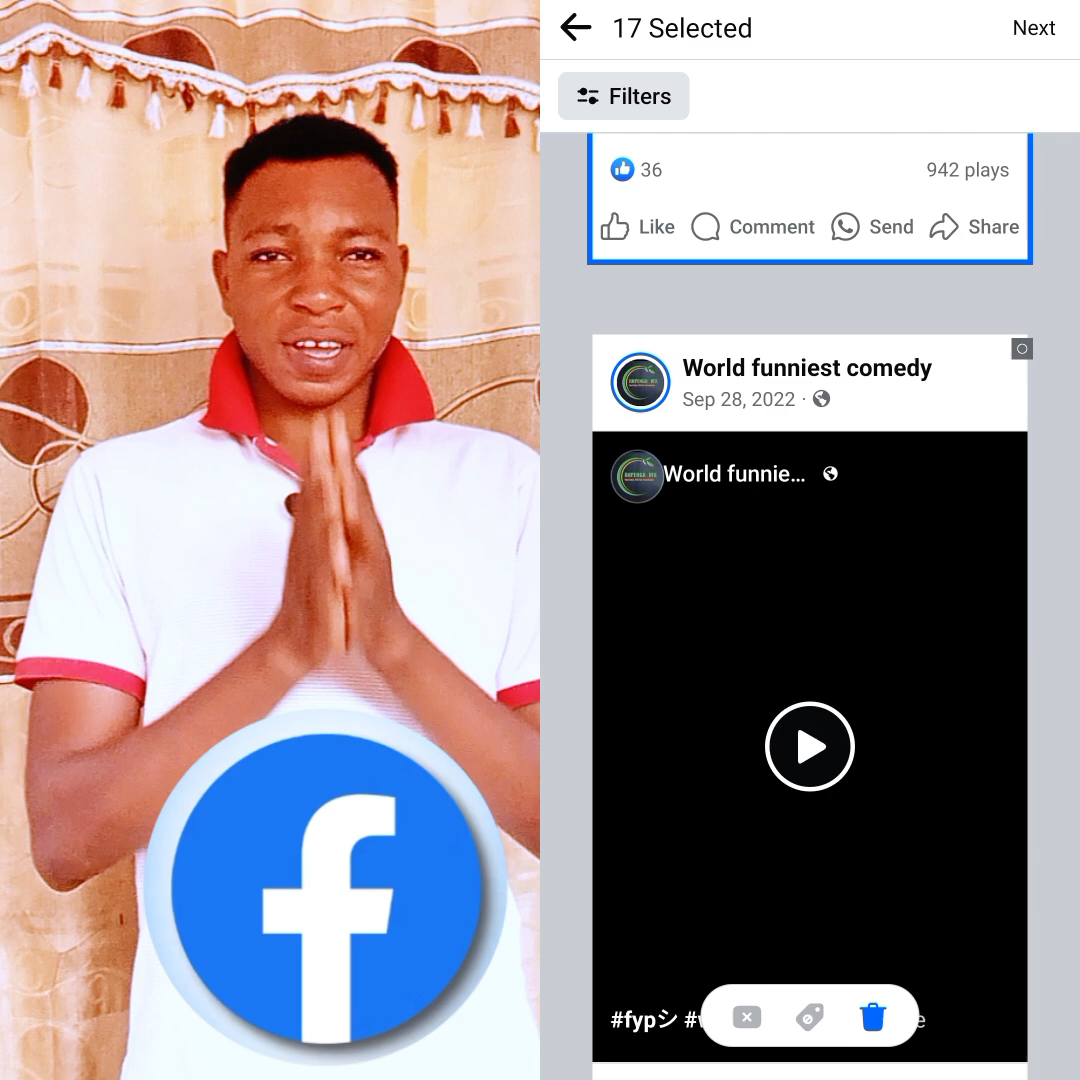 17 Selected
Next
Filters
36
942 plays
Like
Comment
Send
Share
World funniest comedy
Sep 28, 2022 ·
World funnie...
#fypシ #
e
f